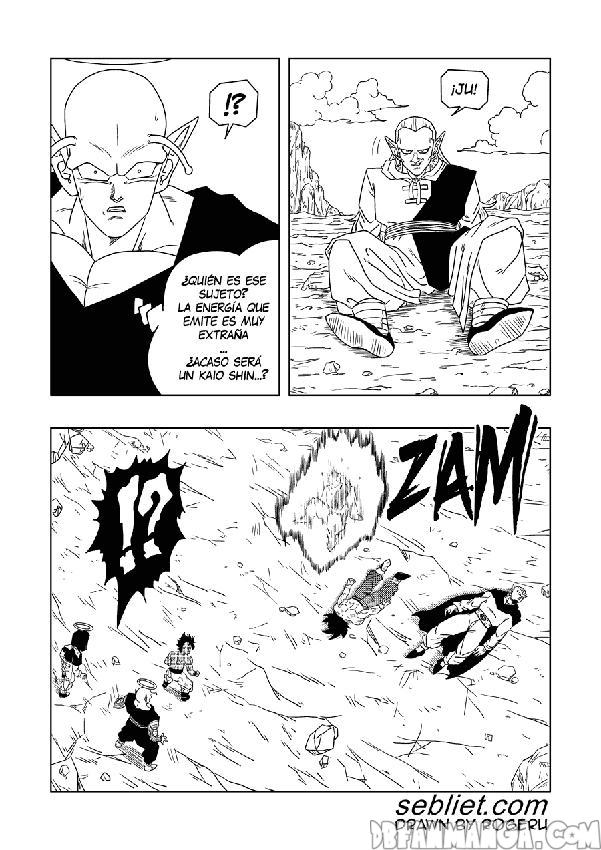 !?
¿QUIÉN ES ESE
SUJETO?
LA ENERGÍA QUE
EMITE ES MUY
EXTRAÑA
...
¿ACASO SERÁ
UN KAIO SHIN...?
¡JU!
!?
ZAM
sebliet.com
DRAWN BY ROGERU
DBFANMANGA.COM